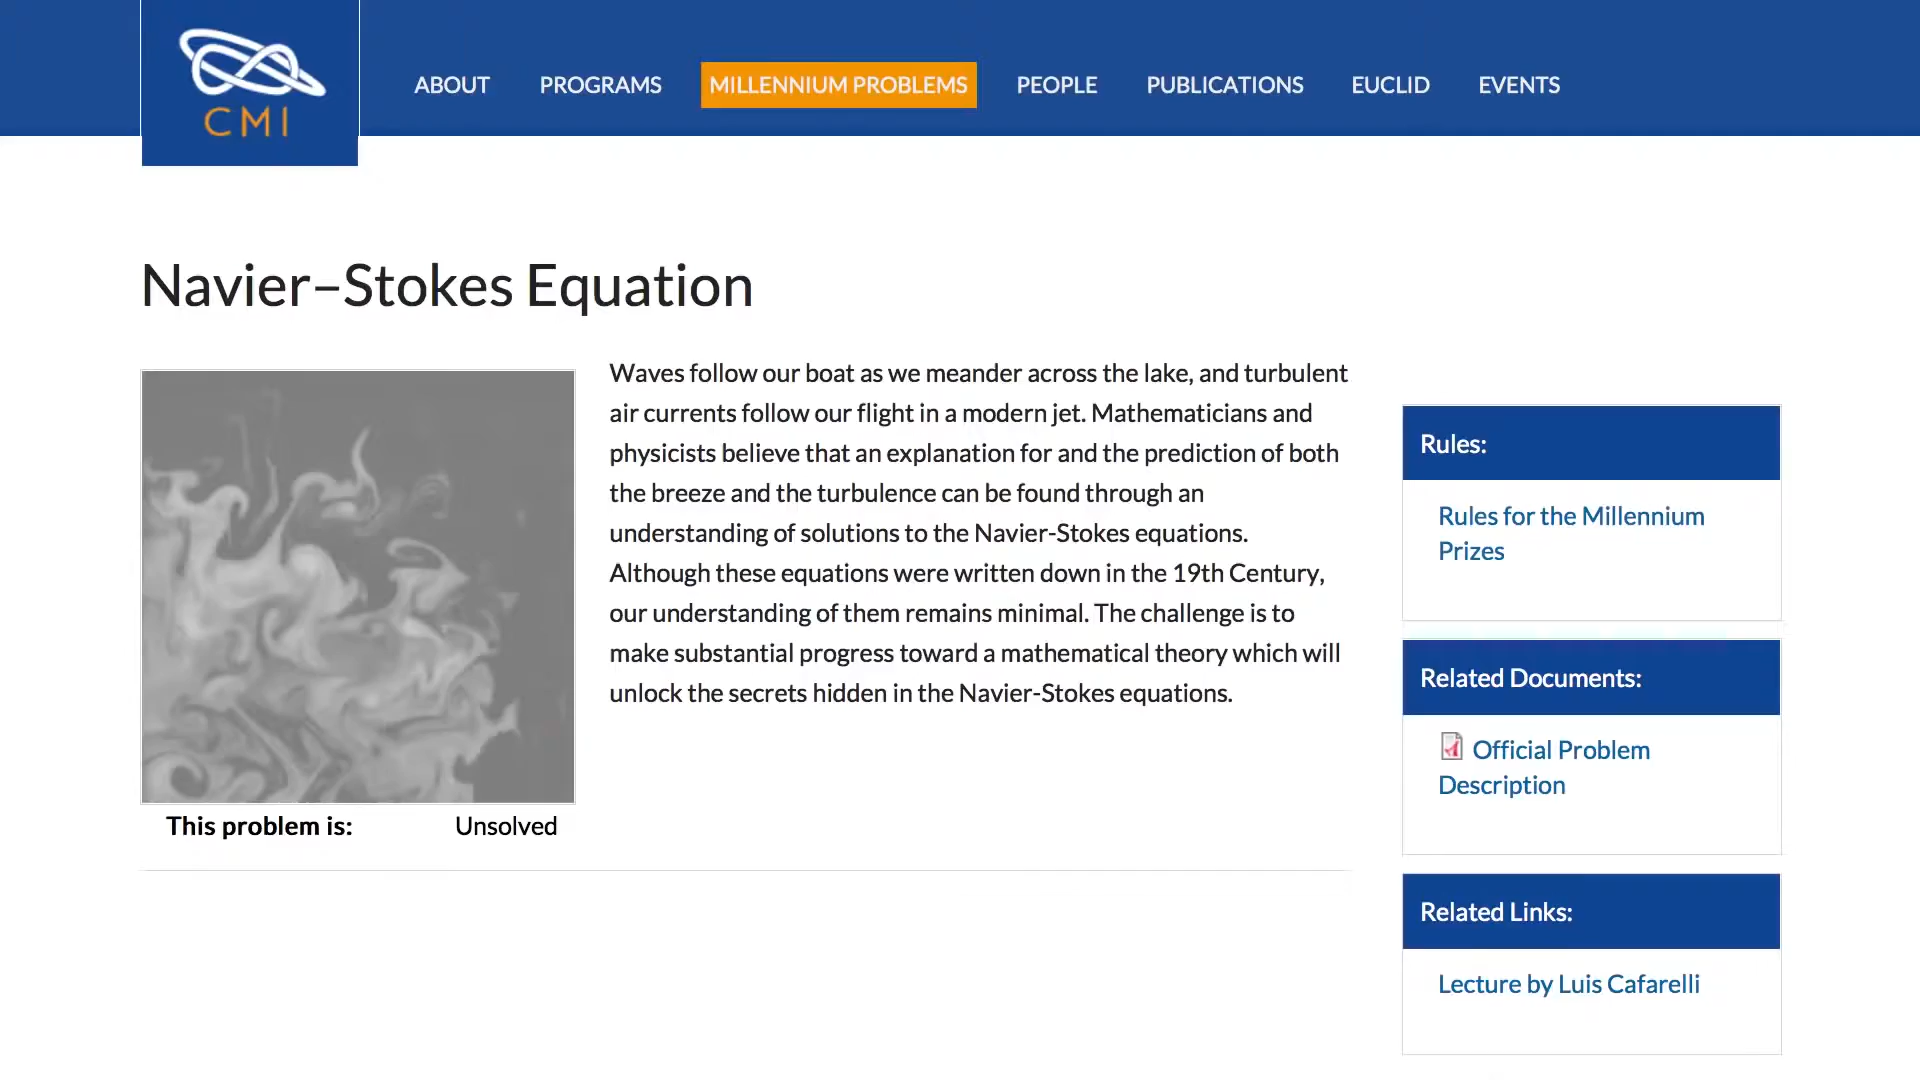 CMI
ABOUT PROGRAMS MILLENNIUM PROBLEMS PEOPLE PUBLICATIONS EUCLID EVENTS
Navier–Stokes Equation
Waves follow our boat as we meander across the lake, and turbulent
air currents follow our flight in a modern jet. Mathematicians and
physicists believe that an explanation for and the prediction of both
the breeze and the turbulence can be found through an
understanding of solutions to the Navier-Stokes equations.
Although these equations were written down in the 19th Century,
our understanding of them remains minimal. The challenge is to
make substantial progress toward a mathematical theory which will
unlock the secrets hidden in the Navier-Stokes equations.
This problem is: Unsolved
Rules:
Rules for the Millennium
Prizes
Related Documents:
Official Problem
Description
Related Links:
Lecture by Luis Cafarelli